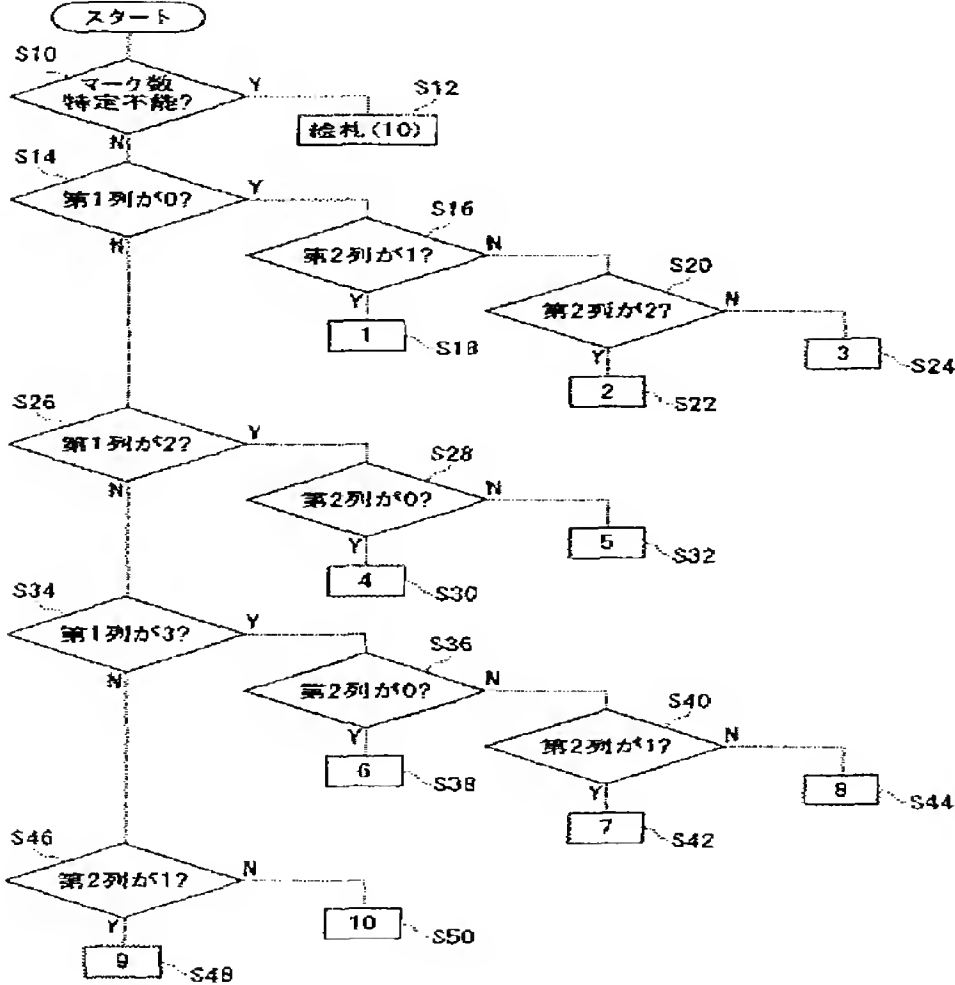 スタート
S10
マーク数
特定不能?
Y
S12
絵札(10)
N
S14
第1列が0?
Y
N
S16
第2列が1?
N
Y
1
S18
S20
第2列が2?
N
Y
2
S22
3
S24
S26
第1列が2?
Y
N
S28
第2列が0?
N
Y
4
S30
5
S32
S34
第1列が3?
Y
N
S36
第2列が0?
N
Y
6
S38
S40
第2列が1?
N
Y
7
S42
8
S44
S46
第2列が1?
N
Y
9
S48
10
S50